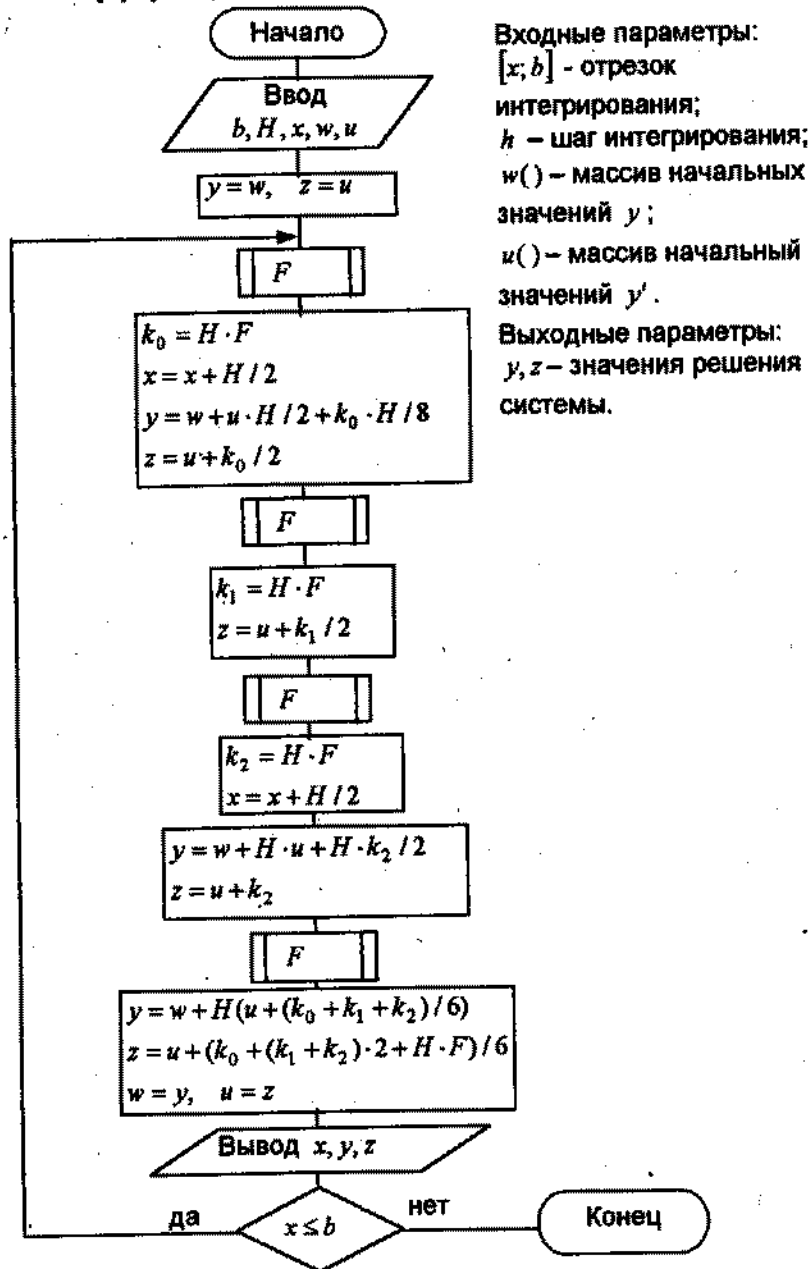 Начало
Ввод
b, H, x, w, u
y = w, z = u
F
k₀ = H · F
x = x + H / 2
y = w + u · H / 2 + k₀ · H / 8
z = u + k₀ / 2
F
k₁ = H · F
z = u + k₁ / 2
F
k₂ = H · F
x = x + H / 2
y = w + H · u + H · k₂ / 2
z = u + k₂
F
y = w + H(u + (k₀ + k₁ + k₂) / 6)
z = u + (k₀ + (k₁ + k₂) · 2 + H · F) / 6
w = y, u = z
Вывод x, y, z
да
x ≤ b
нет
Конец
Входные параметры:
[x; b] - отрезок
интегрирования;
h – шаг интегрирования;
w( ) – массив начальных
значений y ;
u( ) – массив начальный
значений y′ .
Выходные параметры:
y, z – значения решения
системы.